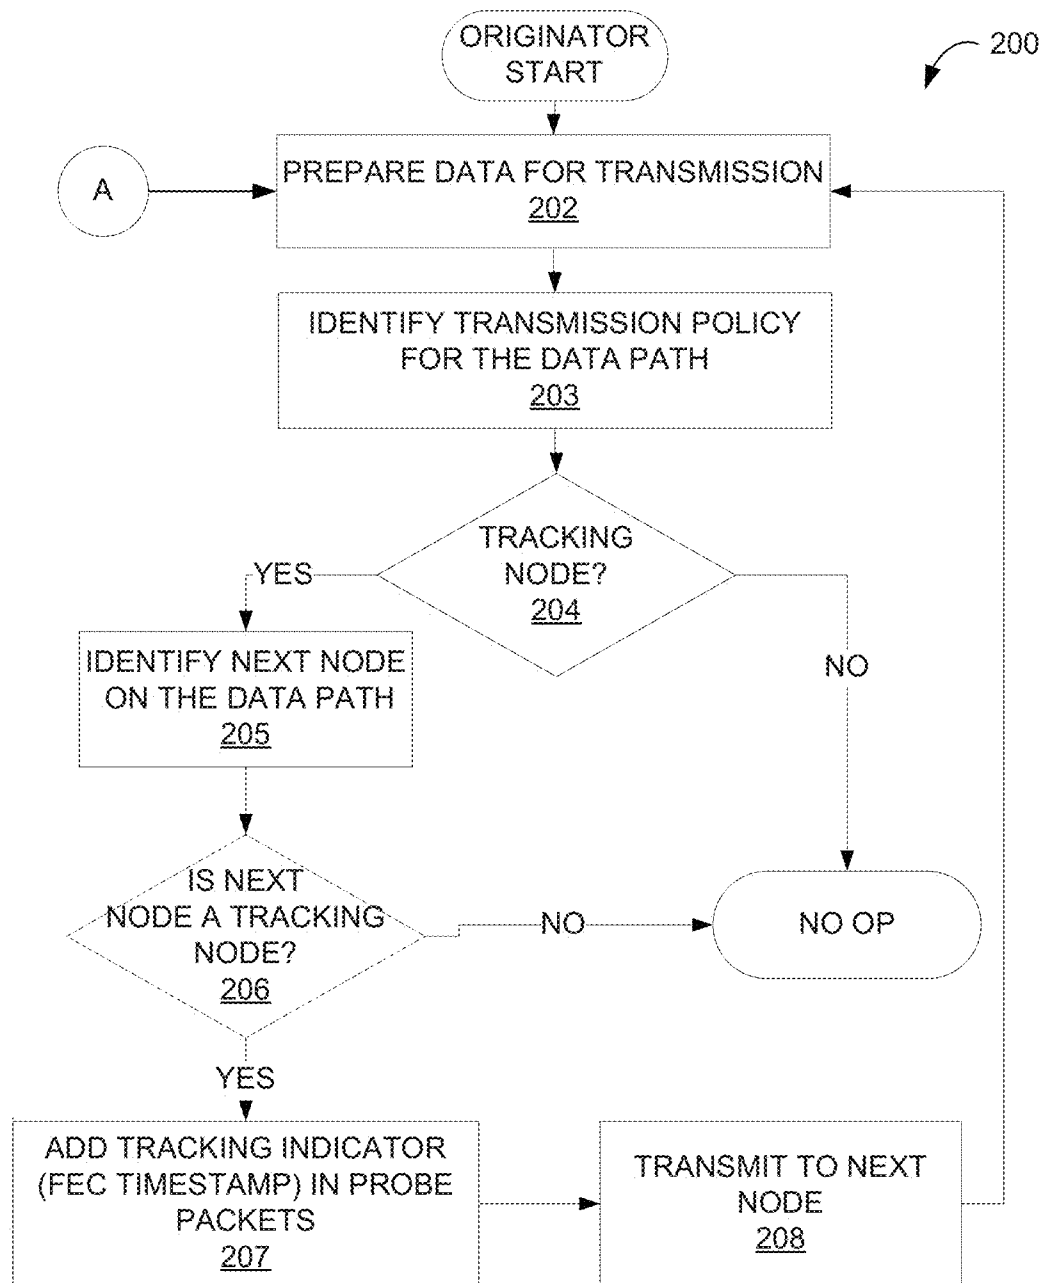 ORIGINATOR
START
200
A
PREPARE DATA FOR TRANSMISSION
202
IDENTIFY TRANSMISSION POLICY
FOR THE DATA PATH
203
TRACKING
NODE?
204
YES
NO
IDENTIFY NEXT NODE
ON THE DATA PATH
205
IS NEXT
NODE A TRACKING
NODE?
206
NO
NO OP
YES
ADD TRACKING INDICATOR
(FEC TIMESTAMP) IN PROBE
PACKETS
207
TRANSMIT TO NEXT
NODE
208